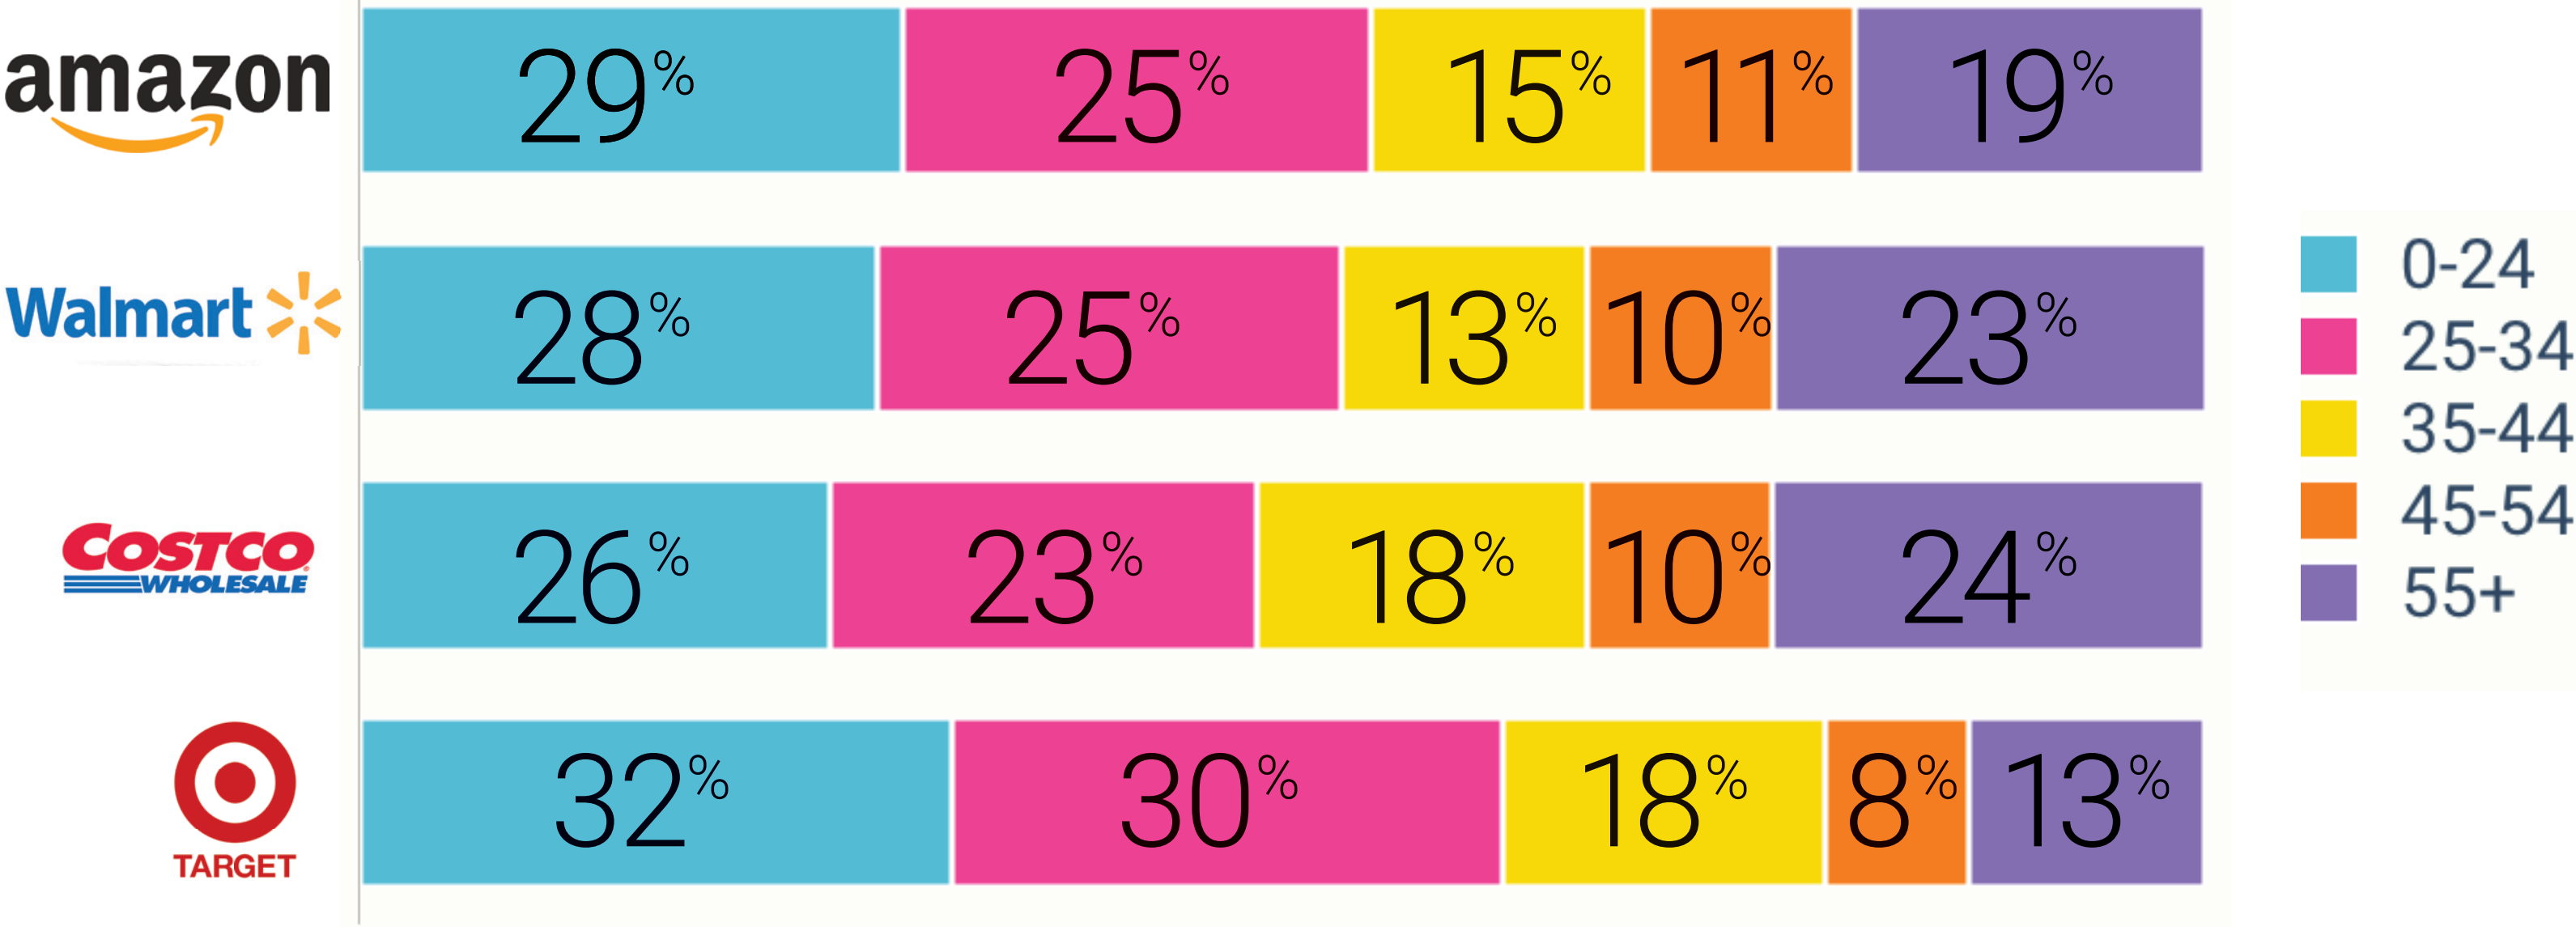 amazon
29% 25% 15% 11% 19%
Walmart
28% 25% 13% 10% 23%
COSTCO
WHOLESALE
26% 23% 18% 10% 24%
TARGET
32% 30% 18% 8% 13%
0-24
25-34
35-44
45-54
55+